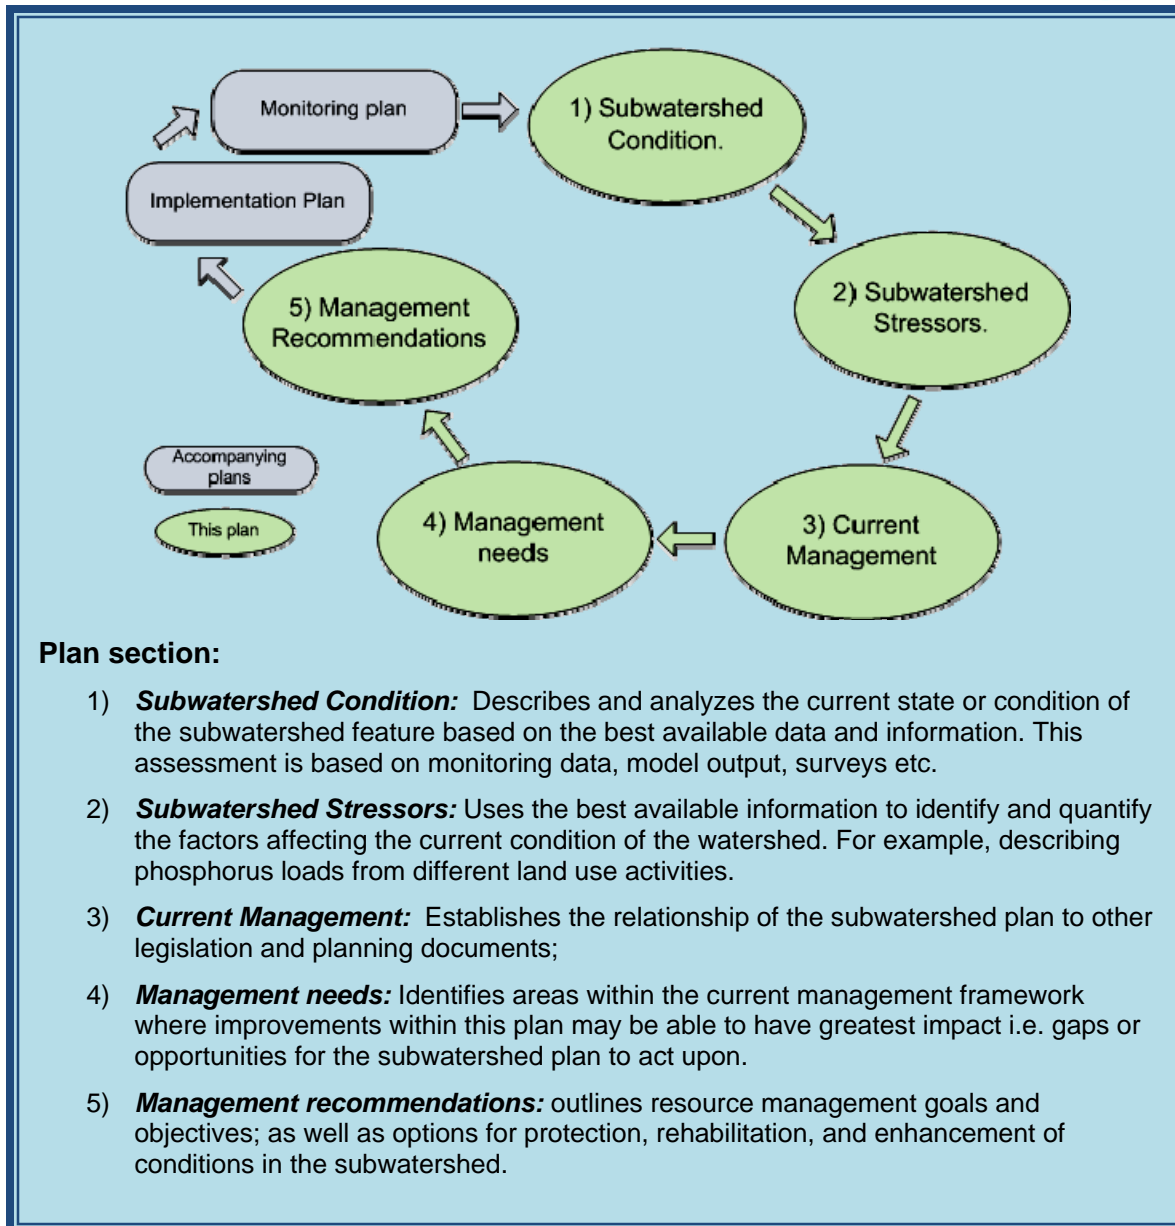 Monitoring plan
1) Subwatershed
Condition.
Implementation Plan
2) Subwatershed
Stressors.
5) Management
Recommendations
Accompanying
plans
This plan
4) Management
needs
3) Current
Management
Plan section:
1) Subwatershed Condition: Describes and analyzes the current state or condition of
the subwatershed feature based on the best available data and information. This
assessment is based on monitoring data, model output, surveys etc.
2) Subwatershed Stressors: Uses the best available information to identify and quantify
the factors affecting the current condition of the watershed. For example, describing
phosphorus loads from different land use activities.
3) Current Management: Establishes the relationship of the subwatershed plan to other
legislation and planning documents;
4) Management needs: Identifies areas within the current management framework
where improvements within this plan may be able to have greatest impact i.e. gaps or
opportunities for the subwatershed plan to act upon.
5) Management recommendations: outlines resource management goals and
objectives; as well as options for protection, rehabilitation, and enhancement of
conditions in the subwatershed.